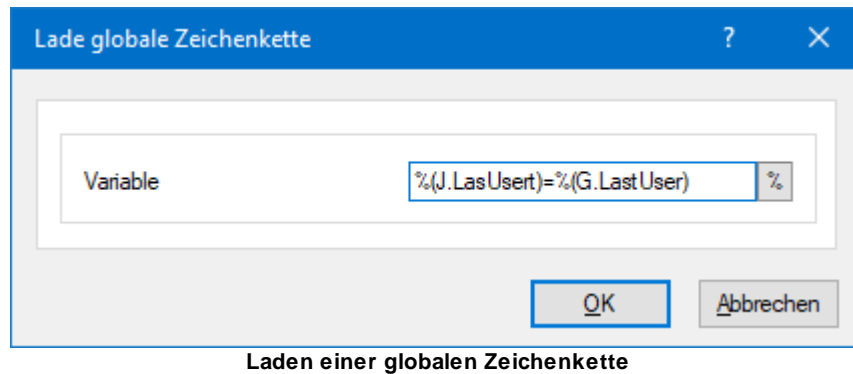 Lade globale Zeichenkette ? ×
Variable %(J.LasUsert)=%(G.LastUser) %
OK Abbrechen
Laden einer globalen Zeichenkette